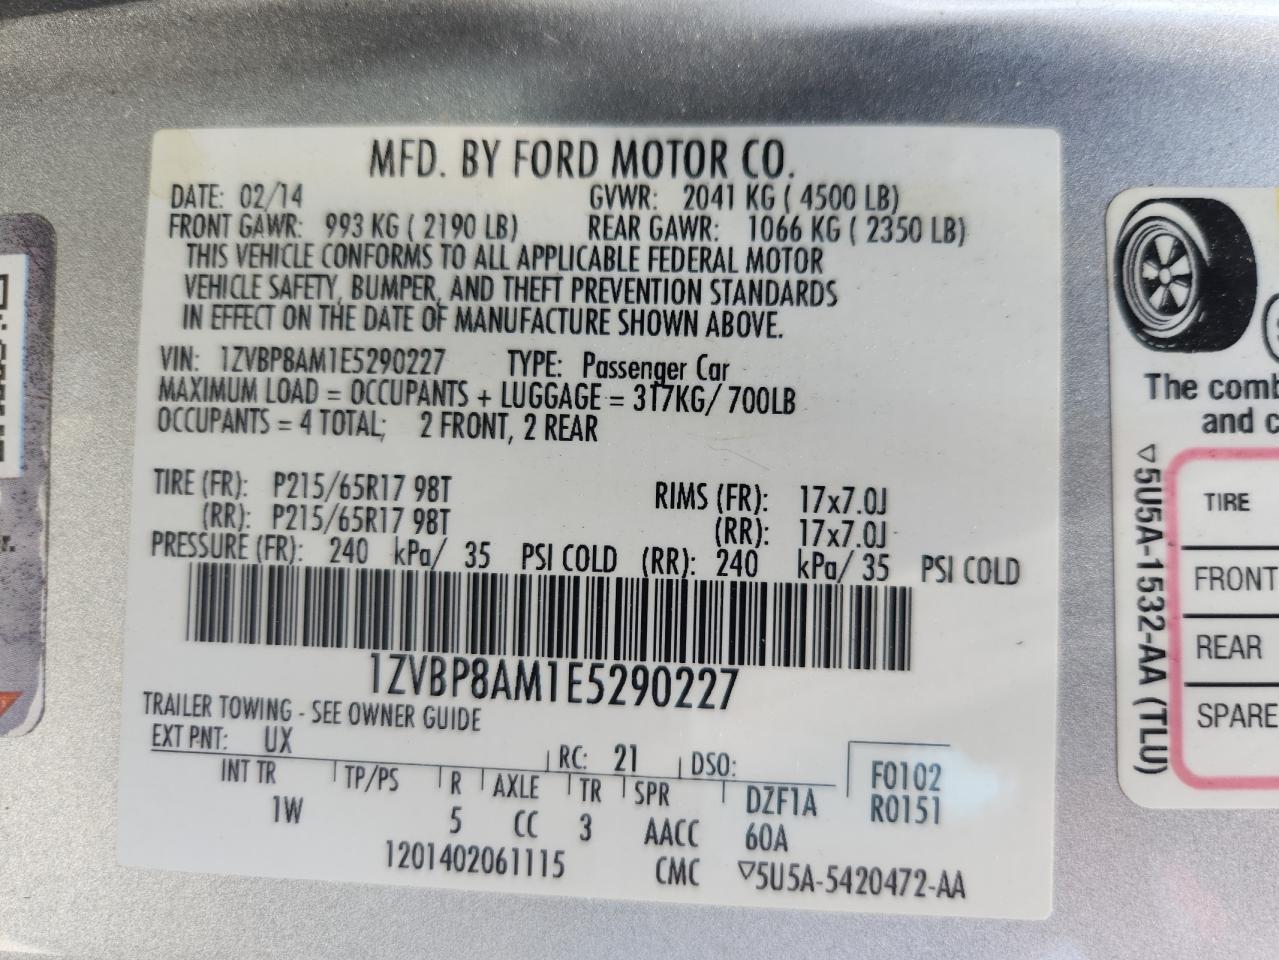 MFD. BY FORD MOTOR CO.
DATE: 02/14 GVWR: 2041 KG ( 4500 LB)
FRONT GAWR: 993 KG ( 2190 LB) REAR GAWR: 1066 KG ( 2350 LB)
THIS VEHICLE CONFORMS TO ALL APPLICABLE FEDERAL MOTOR
VEHICLE SAFETY, BUMPER, AND THEFT PREVENTION STANDARDS
IN EFFECT ON THE DATE OF MANUFACTURE SHOWN ABOVE.
VIN: 1ZVBP8AM1E5290227 TYPE: Passenger Car
MAXIMUM LOAD = OCCUPANTS + LUGGAGE = 317KG/ 700LB
OCCUPANTS = 4 TOTAL; 2 FRONT, 2 REAR
TIRE (FR): P215/65R17 98T RIMS (FR): 17x7.0J
(RR): P215/65R17 98T (RR): 17x7.0J
PRESSURE (FR): 240 kPa/ 35 PSI COLD (RR): 240 kPa/ 35 PSI COLD
1ZVBP8AM1E5290227
TRAILER TOWING - SEE OWNER GUIDE
EXT PNT: UX RC: 21 DSO: F0102
INT TR TP/PS R AXLE TR SPR DZF1A R0151
1W 5 CC 3 AACC 60A
1201402061115 CMC ▽5U5A-5420472-AA
The comb
and c
▽5U5A-1532-AA (TLU)
TIRE
FRONT
REAR
SPARE